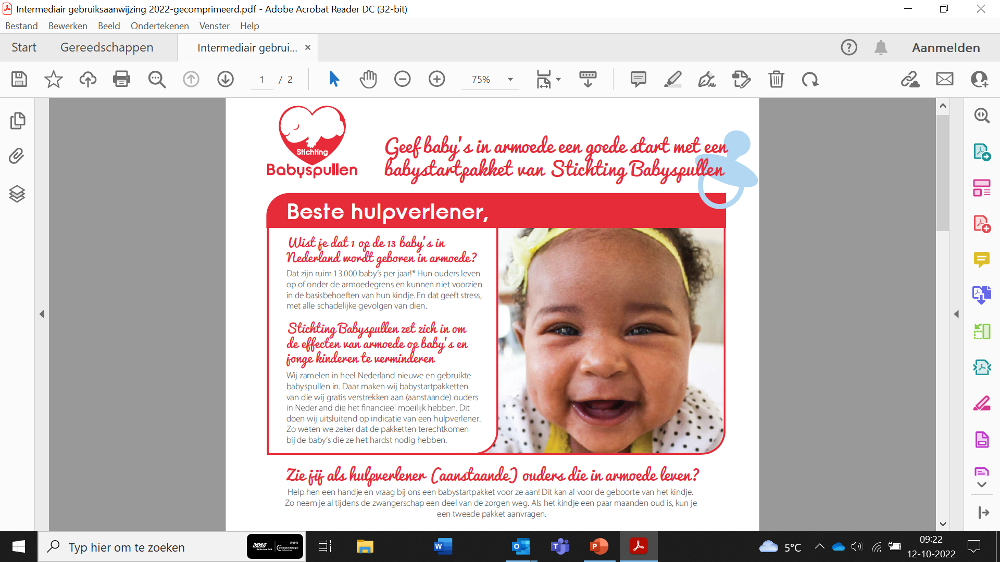 Intermediair gebruiksaanwijzing 2022-gecomprimeerd.pdf - Adobe Acrobat Reader DC (32-bit)
Bestand Bewerken Beeld Ondertekenen Venster Help
Start Gereedschappen Intermediair gebrui... × Aanmelden
1 / 2 75%
Stichting
Babyspullen
Geef baby's in armoede een goede start met een
babystartpakket van Stichting Babyspullen
Beste hulpverlener,
Wist je dat 1 op de 13 baby's in
Nederland wordt geboren in armoede?
Dat zijn ruim 13.000 baby's per jaar!* Hun ouders leven
op of onder de armoedegrens en kunnen niet voorzien
in de basisbehoeften van hun kindje. En dat geeft stress,
met alle schadelijke gevolgen van dien.
Stichting Babyspullen zet zich in om
de effecten van armoede op baby's en
jonge kinderen te verminderen
Wij zamelen in heel Nederland nieuwe en gebruikte
babyspullen in. Daar maken wij babystartpakketten
van die wij gratis verstrekken aan (aanstaande) ouders
in Nederland die het financieel moeilijk hebben. Dit
doen wij uitsluitend op indicatie van een hulpverlener.
Zo weten we zeker dat de pakketten terechtkomen
bij de baby's die ze het hardst nodig hebben.
Zie jij als hulpverlener (aanstaande) ouders die in armoede leven?
Help hen een handje en vraag bij ons een babystartpakket voor ze aan! Dit kan al voor de geboorte van het kindje.
Zo neem je al tijdens de zwangerschap een deel van de zorgen weg. Als het kindje een paar maanden oud is, kun je
een tweede pakket aanvragen.
Typ hier om te zoeken
5°C
09:22
12-10-2022